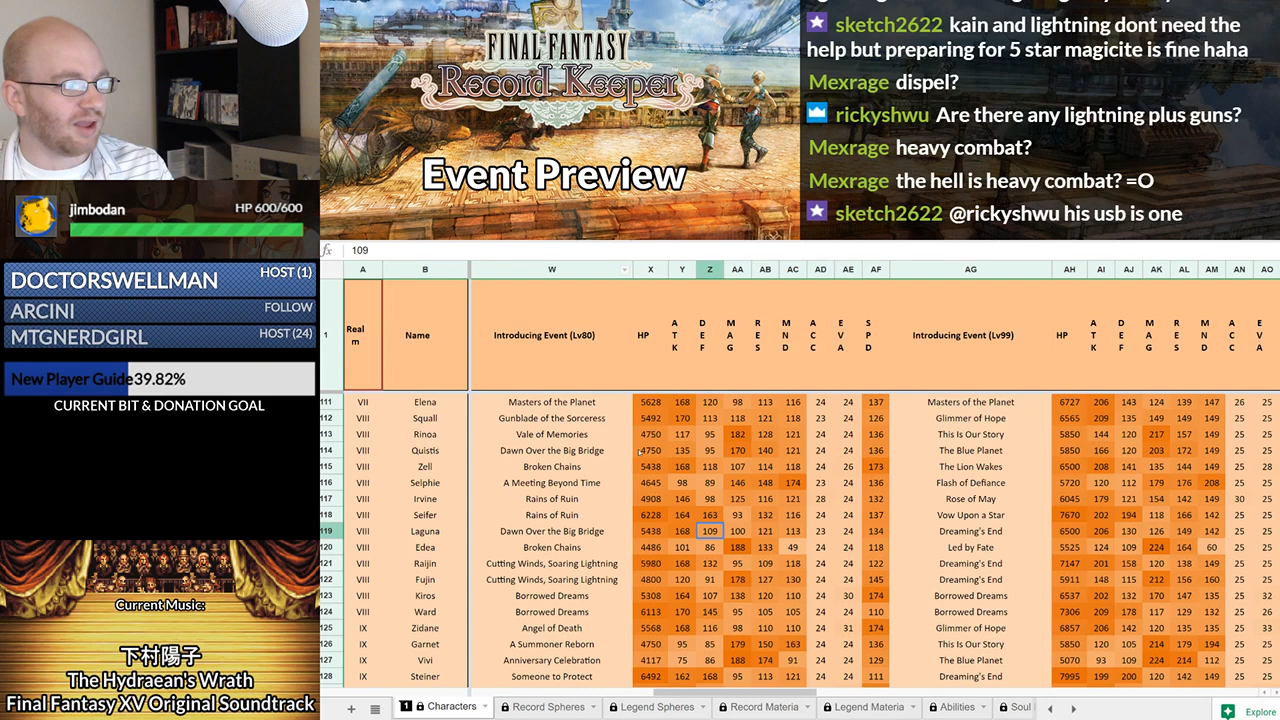 FINAL FANTASY
Record Keeper
Event Preview
sketch2622 kain and lightning dont need the
help but preparing for 5 star magicite is fine haha
Mexrage dispel?
rickyshwu Are there any lightning plus guns?
Mexrage heavy combat?
Mexrage the hell is heavy combat? =O
sketch2622 @rickyshwu his usb is one
jimbodan HP 600/600
DOCTORSWELLMAN HOST (1)
ARCINI FOLLOW
MTGNERDGIRL HOST (24)
New Player Guide39.82%
CURRENT BIT & DONATION GOAL
Current Music:
下村陽子
The Hydraean's Wrath
Final Fantasy XV Original Soundtrack
fx 109
A B W X Y Z AA AB AC AD AE AF AG AH AI AJ AK AL AM AN AO
1 Realm Name Introducing Event (Lv80) HP ATK DEF MAG RES MND ACC EVA SPD Introducing Event (Lv99) HP ATK DEF MAG RES MND ACC EVA
111 VII Elena Masters of the Planet 5628 168 120 98 113 116 24 24 137 Masters of the Planet 6727 206 143 124 139 147 26 25
112 VIII Squall Gunblade of the Sorceress 5492 170 113 118 121 118 23 24 126 Glimmer of Hope 6565 209 135 149 149 149 25 25
113 VIII Rinoa Vale of Memories 4750 117 95 182 128 121 24 24 136 This Is Our Story 5850 144 120 217 157 149 25 25
114 VIII Quistis Dawn Over the Big Bridge 4750 135 95 170 140 121 24 24 136 The Blue Planet 5850 166 120 203 172 149 25 25
115 VIII Zell Broken Chains 5438 168 118 107 114 118 24 26 173 The Lion Wakes 6500 208 141 135 144 149 25 28
116 VIII Selphie A Meeting Beyond Time 4645 98 89 146 148 174 24 24 136 Flash of Defiance 5720 120 112 179 176 208 25 25
117 VIII Irvine Rains of Ruin 4908 146 98 125 116 121 28 24 132 Rose of May 6045 179 121 154 142 149 30 25
118 VIII Seifer Rains of Ruin 6228 164 163 93 132 116 24 24 137 Vow Upon a Star 7670 202 194 118 166 142 25 25
119 VIII Laguna Dawn Over the Big Bridge 5438 168 109 100 121 113 23 24 134 Dreaming's End 6500 206 130 126 149 142 25 25
120 VIII Edea Broken Chains 4486 101 86 188 133 49 24 24 118 Led by Fate 5525 124 109 224 164 60 25 25
121 VIII Raijin Cutting Winds, Soaring Lightning 5980 168 132 95 109 118 24 24 122 Dreaming's End 7147 201 158 120 138 149 25 25
122 VIII Fujin Cutting Winds, Soaring Lightning 4800 120 91 178 127 130 24 24 145 Dreaming's End 5911 148 115 212 156 160 25 25
123 VIII Kiros Borrowed Dreams 5308 164 107 138 120 110 24 30 174 Borrowed Dreams 6537 202 132 170 147 135 25 32
124 VIII Ward Borrowed Dreams 6113 170 145 95 105 105 24 24 110 Borrowed Dreams 7306 209 178 117 129 132 25 26
125 IX Zidane Angel of Death 5568 168 116 98 110 110 24 31 174 Glimmer of Hope 6857 206 142 120 135 135 25 33
126 IX Garnet A Summoner Reborn 4750 95 85 179 150 163 24 24 136 This Is Our Story 5850 120 105 214 179 194 25 25
127 IX Vivi Anniversary Celebration 4117 75 86 188 174 91 24 24 129 The Blue Planet 5070 93 109 224 214 112 25 25
128 IX Steiner Someone to Protect 6492 162 168 95 113 121 24 24 111 Dreaming's End 7995 199 200 120 142 149 25 25
Characters Record Spheres Legend Spheres Record Materia Legend Materia Abilities Soul
Explore